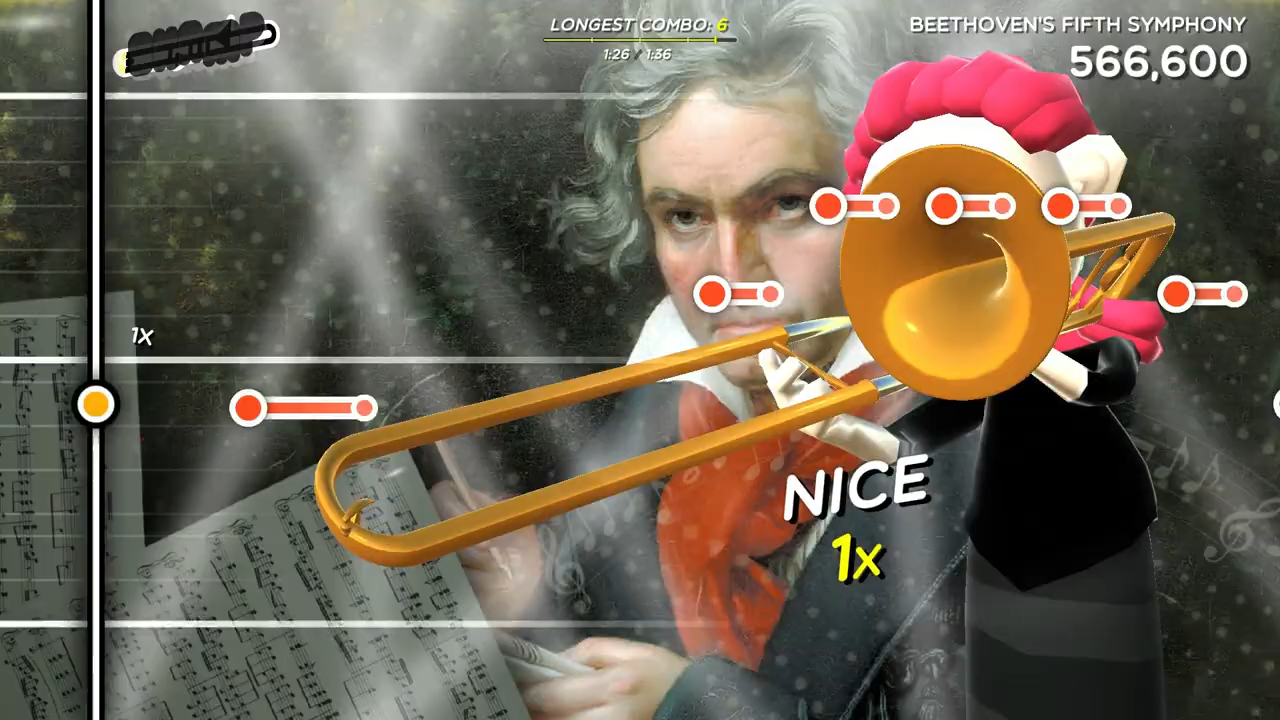 LONGEST COMBO: 6
1:26 / 1:36
BEETHOVEN'S FIFTH SYMPHONY
566,600
1X
NICE
1x